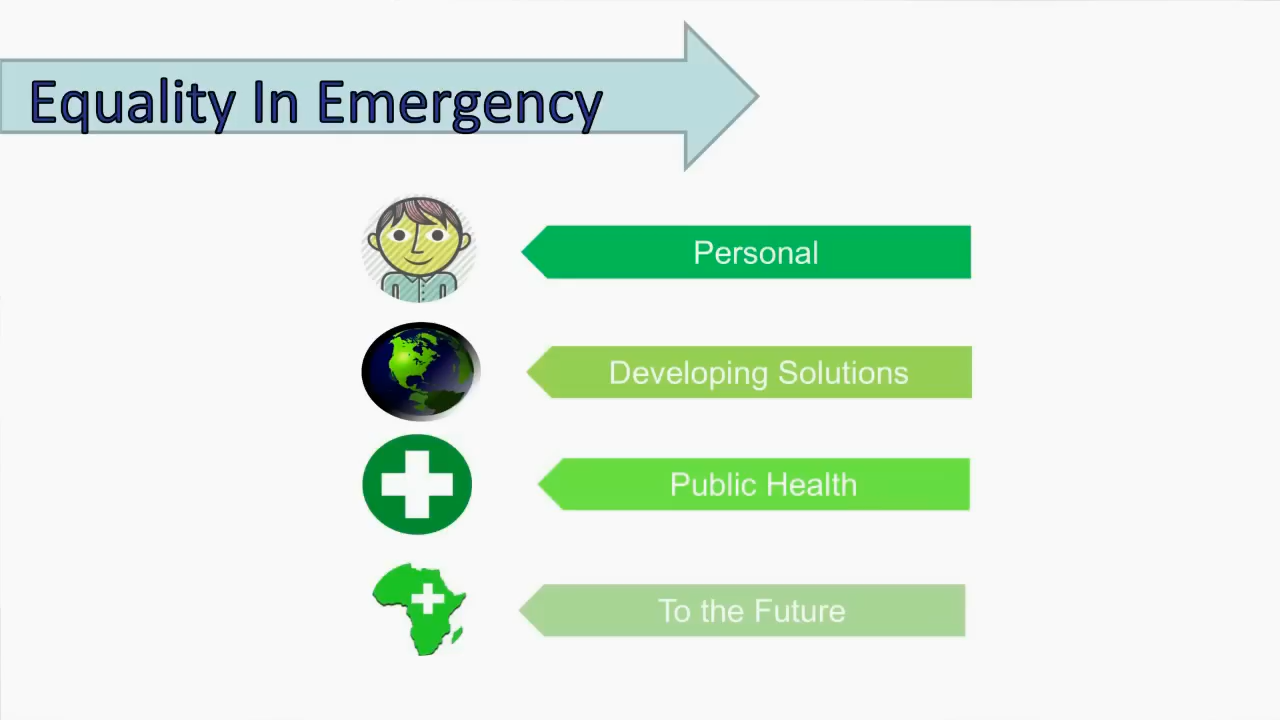 Equality In Emergency
Personal
Developing Solutions
Public Health
To the Future